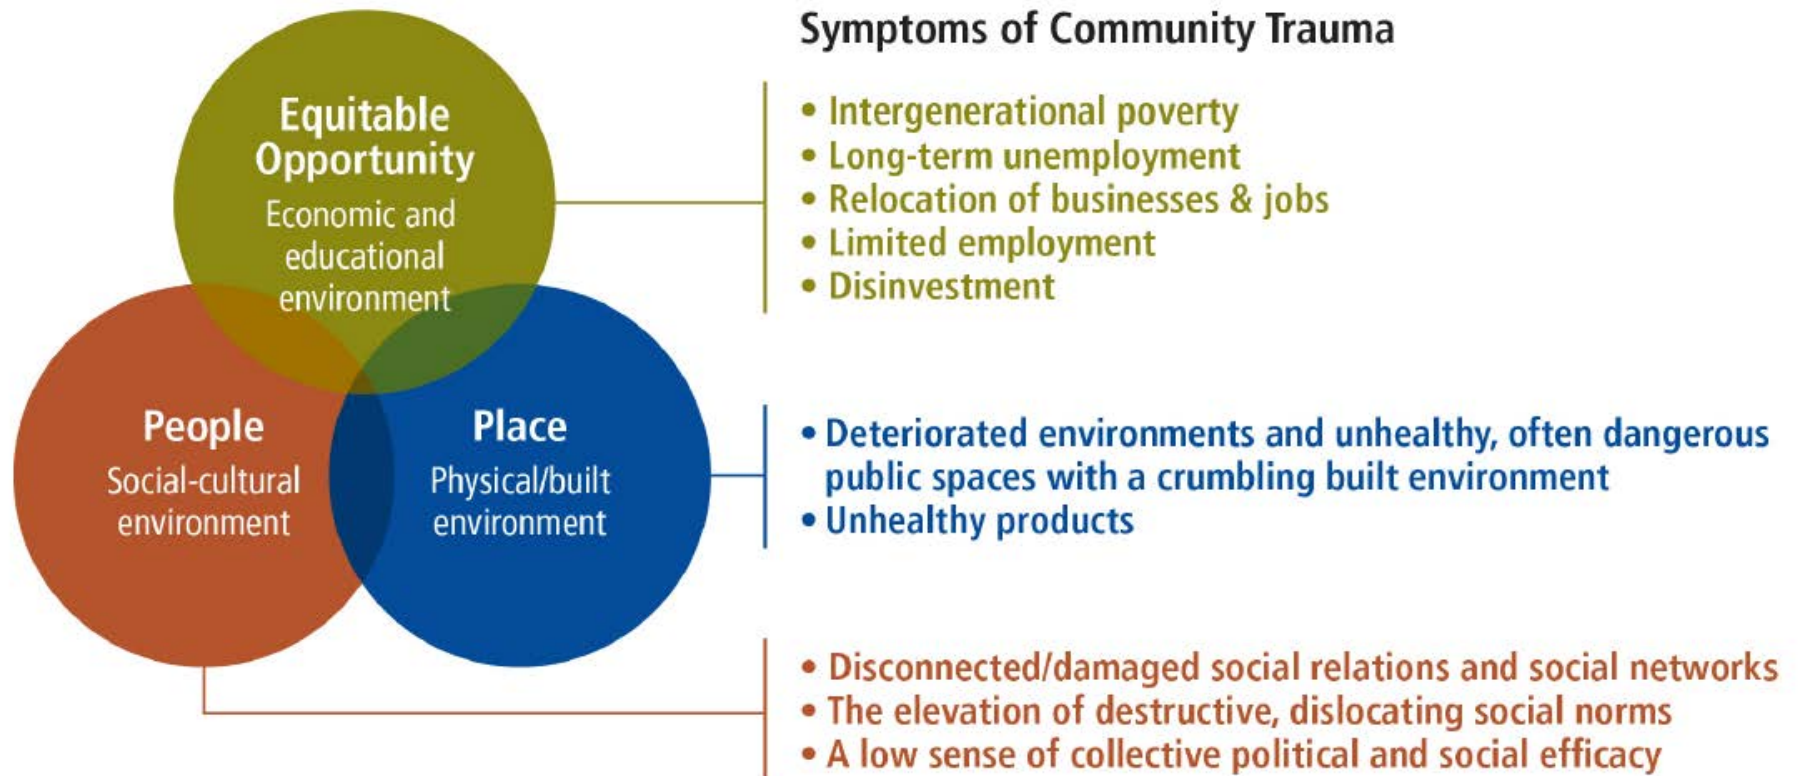 Symptoms of Community Trauma
Equitable
Opportunity
Economic and
educational
environment
• Intergenerational poverty
• Long-term unemployment
• Relocation of businesses & jobs
• Limited employment
• Disinvestment
People
Social-cultural
environment
Place
Physical/built
environment
• Deteriorated environments and unhealthy, often dangerous
public spaces with a crumbling built environment
• Unhealthy products
• Disconnected/damaged social relations and social networks
• The elevation of destructive, dislocating social norms
• A low sense of collective political and social efficacy